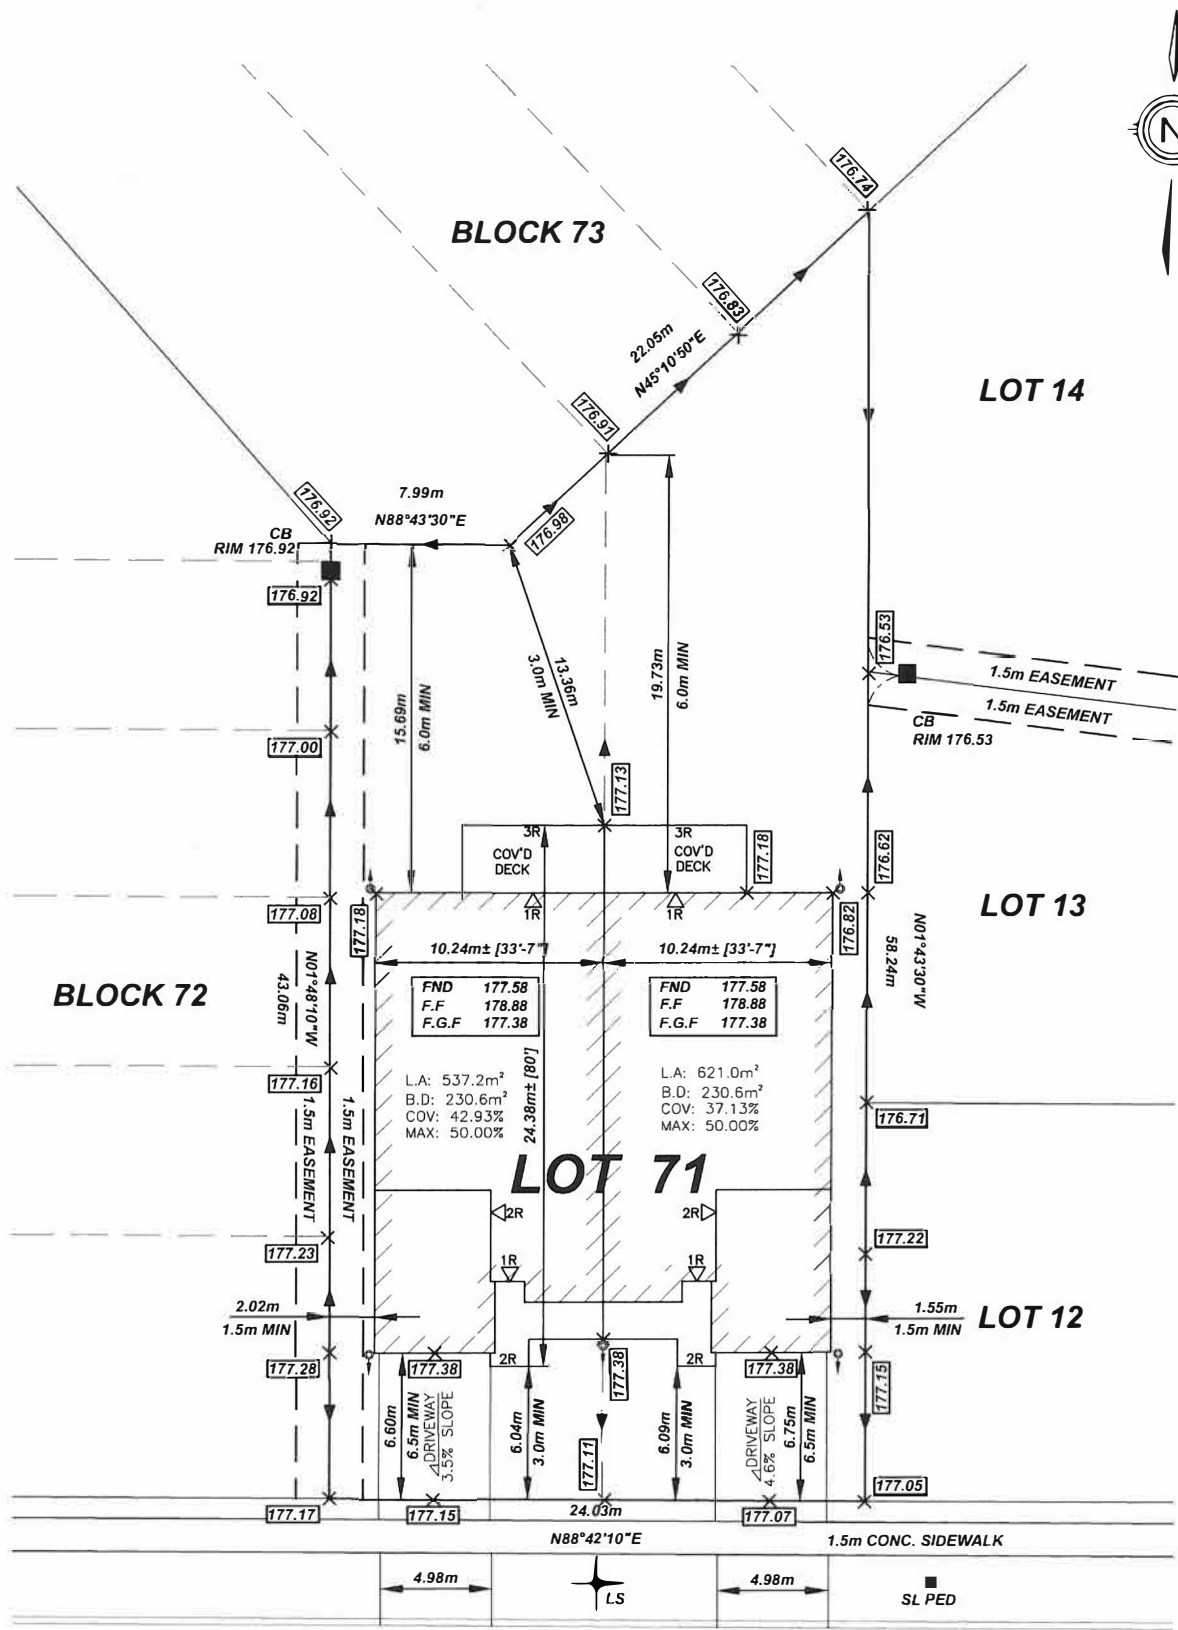 N
176.74
BLOCK 73
176.83
22.05m
N45°10'50"E
LOT 14
176.91
7.99m
N88°43'30"E
176.92
176.98
CB
RIM 176.92
176.92
176.53
1.5m EASEMENT
1.5m EASEMENT
CB
RIM 176.53
13.36m
3.0m MIN
19.73m
6.0m MIN
15.69m
6.0m MIN
177.00
177.13
3R
3R
COV'D
DECK
COV'D
DECK
177.18
176.62
177.08
177.18
1R
1R
176.82
LOT 13
N01°43'30"W
58.24m
10.24m± [33'-7"]
10.24m± [33'-7"]
BLOCK 72
N01°48'10"W
43.06m
FND 177.58
F.F 178.88
F.G.F 177.38
FND 177.58
F.F 178.88
F.G.F 177.38
177.16
L.A: 537.2m²
B.D: 230.6m²
COV: 42.93%
MAX: 50.00%
24.38m± [80']
L.A: 621.0m²
B.D: 230.6m²
COV: 37.13%
MAX: 50.00%
176.71
1.5m EASEMENT
1.5m EASEMENT
LOT 71
2R
2R
177.23
177.22
1R
1R
2.02m
1.5m MIN
1.55m
1.5m MIN
LOT 12
177.28
177.38
2R
2R
177.38
177.38
177.15
6.60m
6.5m MIN
DRIVEWAY
3.5% SLOPE
6.04m
3.0m MIN
177.11
6.09m
3.0m MIN
DRIVEWAY
4.6% SLOPE
6.75m
6.5m MIN
177.05
177.17
177.15
24.03m
177.07
N88°42'10"E
1.5m CONC. SIDEWALK
4.98m
LS
4.98m
SL PED